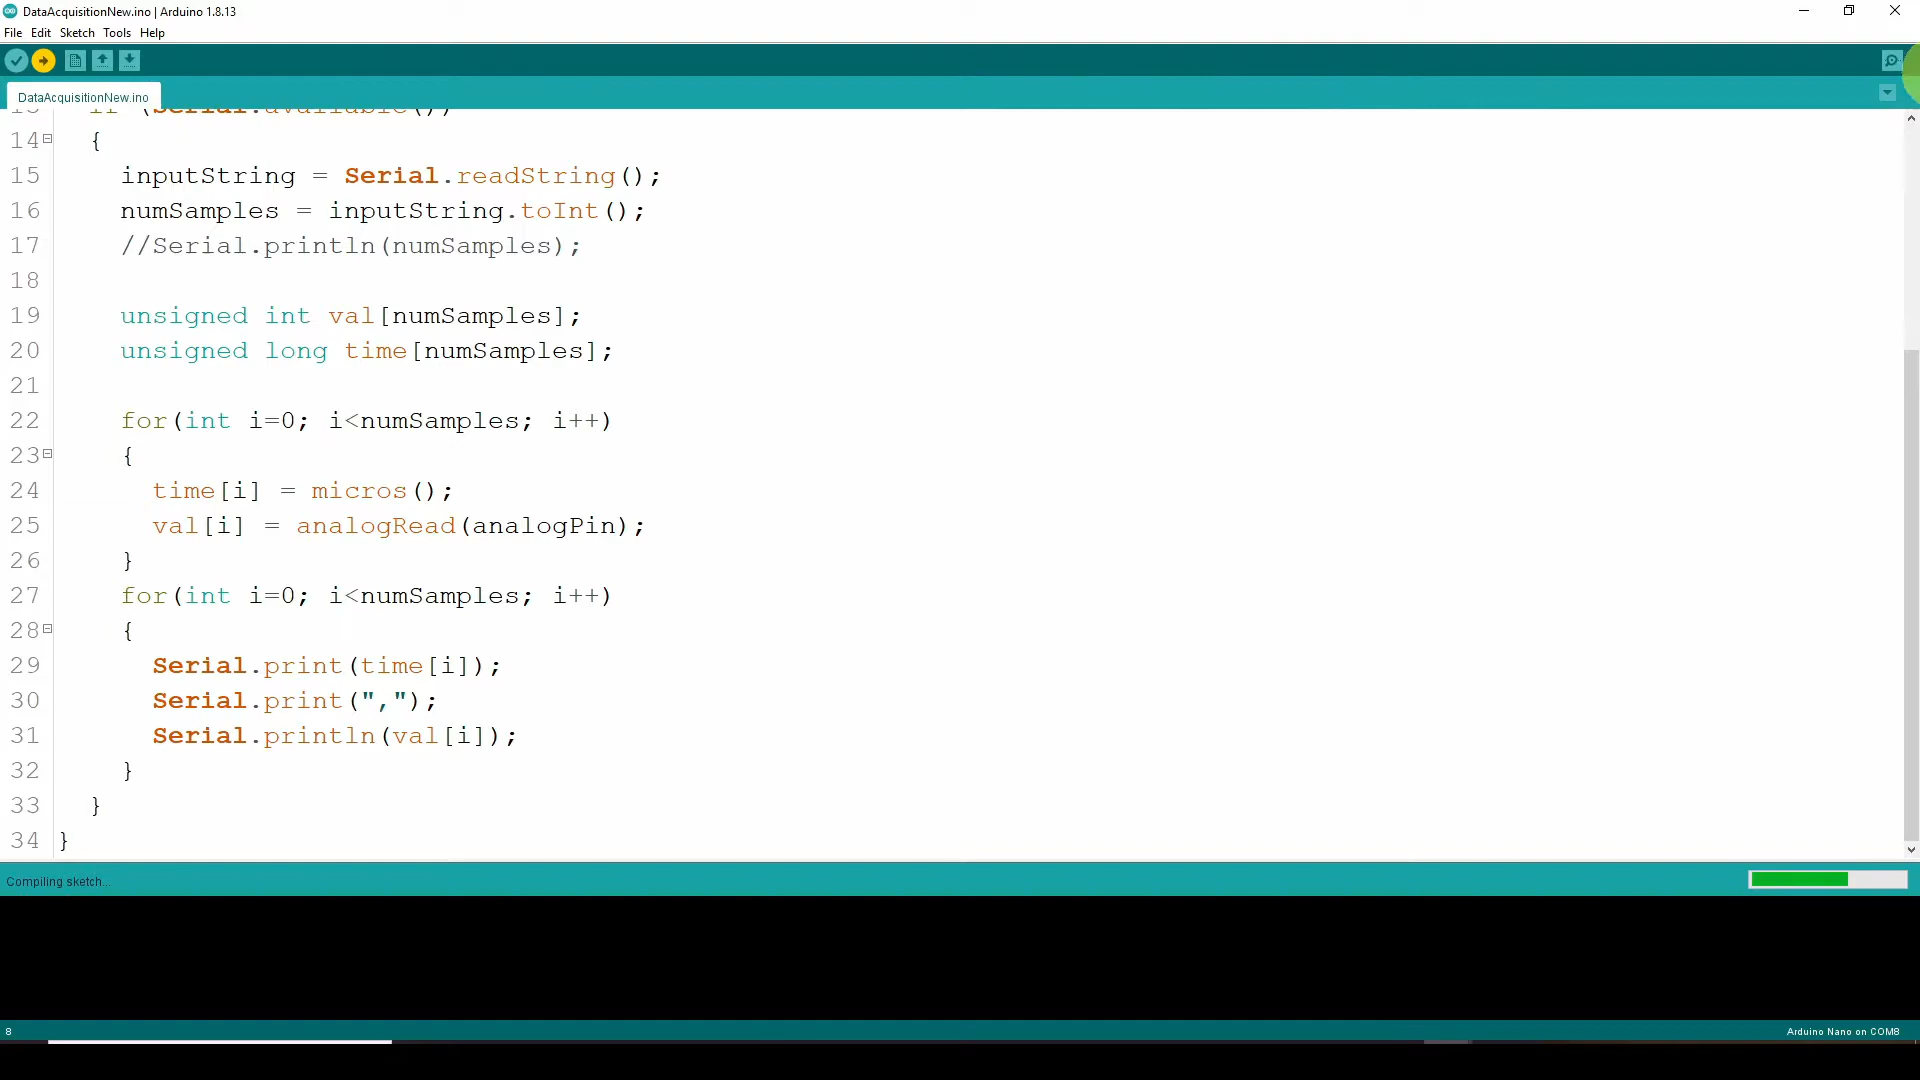 DataAcquisitionNew.ino | Arduino 1.8.13
File Edit Sketch Tools Help
DataAcquisitionNew.ino
13 if (Serial.available())
14 {
15 inputString = Serial.readString();
16 numSamples = inputString.toInt();
17 //Serial.println(numSamples);
18
19 unsigned int val[numSamples];
20 unsigned long time[numSamples];
21
22 for(int i=0; i<numSamples; i++)
23 {
24 time[i] = micros();
25 val[i] = analogRead(analogPin);
26 }
27 for(int i=0; i<numSamples; i++)
28 {
29 Serial.print(time[i]);
30 Serial.print(",");
31 Serial.println(val[i]);
32 }
33 }
34 }
Compiling sketch...
8
Arduino Nano on COM8